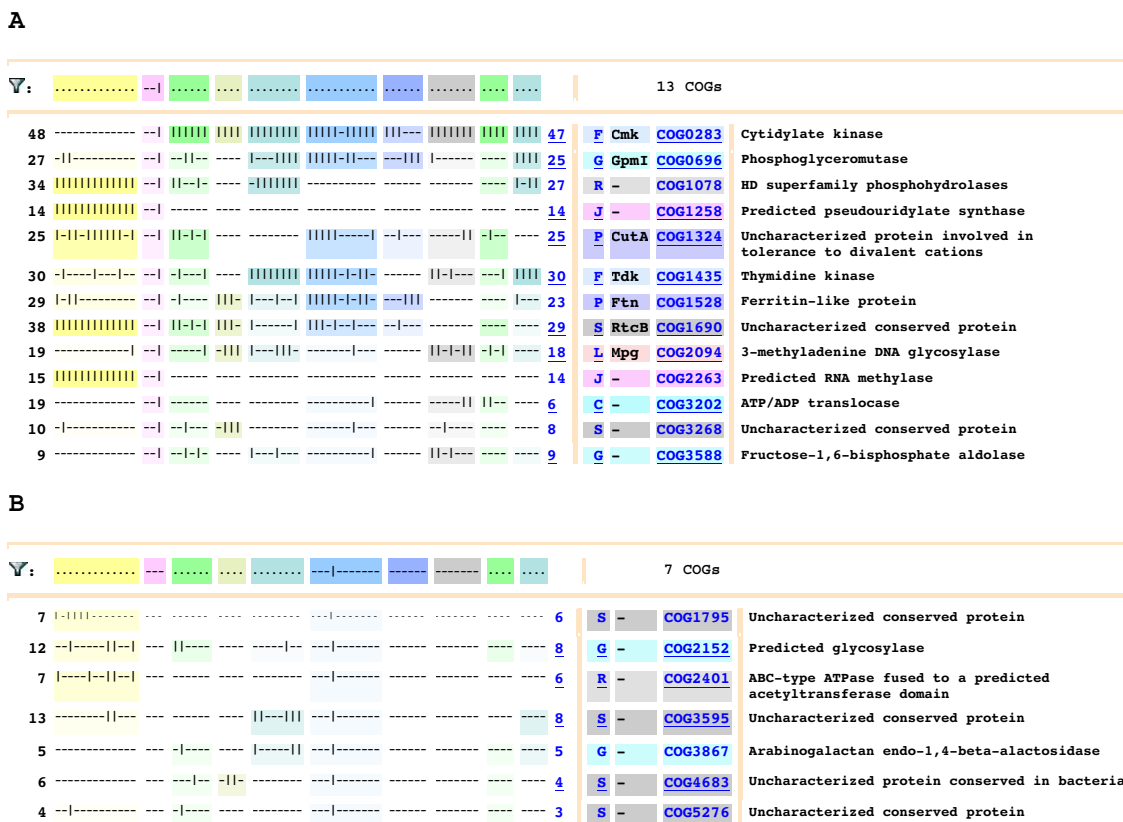 A
: ............. --| ...... .... ........ ........... ...... ....... .... .... 13 COGs
48 ------------- --| |||||| |||| |||||||| |||||-||||| |||--- ||||||| |||| |||| 47 F Cmk COG0283 Cytidylate kinase
27 -||---------- --| --||-- ---- |---|||| |||||-||--- ---||| |------ ---- |||| 25 G GpmI COG0696 Phosphoglyceromutase
34 ||||||||||||| --| ||--|- ---- -||||||| ----------- ------ ------- ---- |-|| 27 R - COG1078 HD superfamily phosphohydrolases
14 ||||||||||||| --| ------ ---- -------- ----------- ------ ------- ---- ---- 14 J - COG1258 Predicted pseudouridylate synthase
25 |-||-||||||-| --| ||-|-| ---- -------- |||||-----| --|--- -----|| -|-- ---- 25 P CutA COG1324 Uncharacterized protein involved in
tolerance to divalent cations
30 -|----|---|-- --| -|---| ---- |||||||| |||||-|-||- ------ ||-|--- ---| |||| 30 F Tdk COG1435 Thymidine kinase
29 |-||--------- --| -|---- |||- |---|--| |||||-|-||- ---||| ------- ---- |--- 23 P Ftn COG1528 Ferritin-like protein
38 ||||||||||||| --| ||-|-| |||- |------| |||-|--|--- --|--- ------- ---- ---- 29 S RtcB COG1690 Uncharacterized conserved protein
19 ------------| --| -----| -||| |---|||- -------|--- ------ ||-|-|| -|-| ---- 18 L Mpg COG2094 3-methyladenine DNA glycosylase
15 ||||||||||||| --| ------ ---- -------- ----------- ------ ------- ---- ---- 14 J - COG2263 Predicted RNA methylase
19 ------------- --| ------ ---- -------- ----------| ------ -----|| ||-- ---- 6 C - COG3202 ATP/ADP translocase
10 -|----------- --| --|--- -||| -------- -------|--- ------ --|---- ---- ---- 8 S - COG3268 Uncharacterized conserved protein
9 ------------- --| --|-|- ---- |---||-- ----------| ------ ||-|--- ---- ---- 9 G - COG3588 Fructose-1,6-bisphosphate aldolase
B
: ............. --- ...... .... ........ ---|------- ------ ------- .... .... 7 COGs
7 |-||||------- --- ------ ---- -------- ---|------- ------ ------- ---- ---- 6 S - COG1795 Uncharacterized conserved protein
12 --|-----||--| --- ||---- ---- -----|-- ---|------- ------ ------- ---- ---- 8 G - COG2152 Predicted glycosylase
7 |----|--||--| --- ------ ---- -------- ---|------- ------ ------- ---- ---- 6 R - COG2401 ABC-type ATPase fused to a predicted
acetyltransferase domain
13 --------||--- --- ------ ---- ||---||| ---|------- ------ ------- ---- ---- 8 S - COG3595 Uncharacterized conserved protein
5 ------------- --- -|---- ---- |-----|| ---|------- ------ ------- ---- ---- 5 G - COG3867 Arabinogalactan endo-1,4-beta-alactosidase
6 ------------- --- ---|-- -||- -------- ---|------- ------ ------- ---- ---- 4 S - COG4683 Uncharacterized protein conserved in bacteria
4 --|---------- --- -|---- ---- -------- ---|------- ------ ------- ---- ---- 3 S - COG5276 Uncharacterized conserved protein